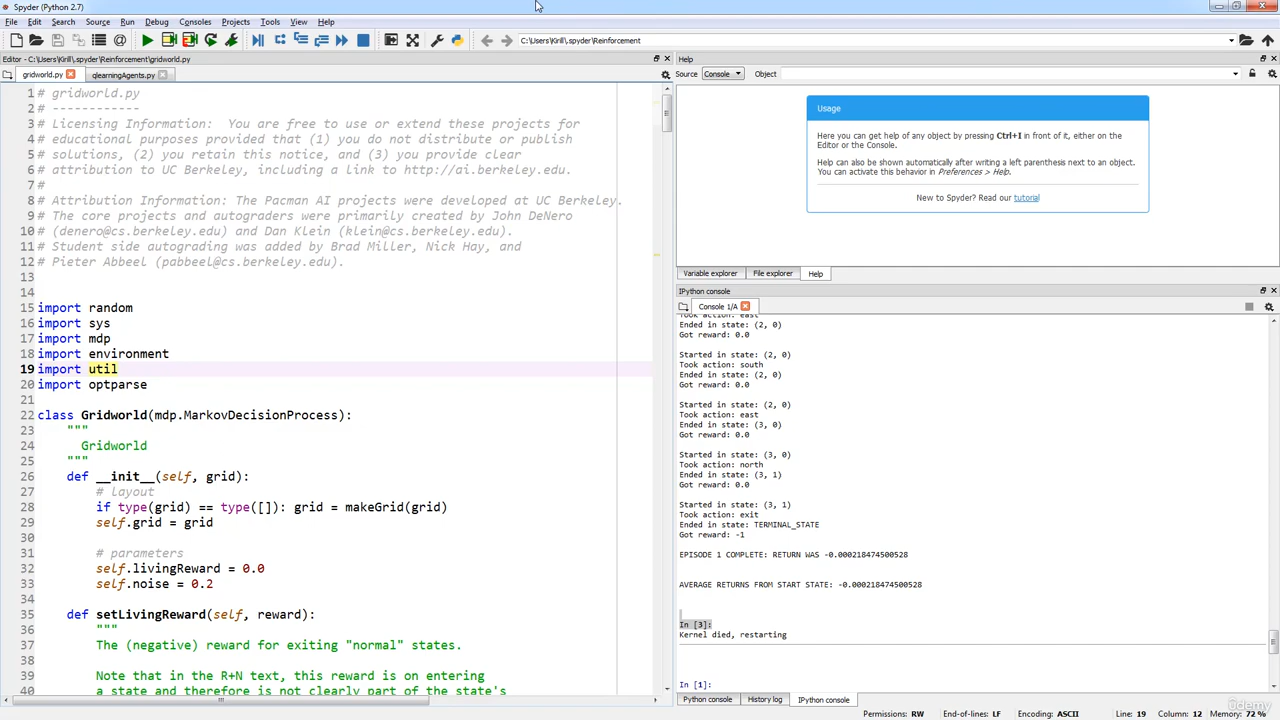 Spyder (Python 2.7)
File Edit Search Source Run Debug Consoles Projects Tools View Help
C:\Users\Kirill\.spyder\Reinforcement
Editor - C:\Users\Kirill\.spyder\Reinforcement\gridworld.py
gridworld.py qlearningAgents.py
1 # gridworld.py
2 # ------------
3 # Licensing Information:  You are free to use or extend these projects for
4 # educational purposes provided that (1) you do not distribute or publish
5 # solutions, (2) you retain this notice, and (3) you provide clear
6 # attribution to UC Berkeley, including a link to http://ai.berkeley.edu.
7 #
8 # Attribution Information: The Pacman AI projects were developed at UC Berkeley.
9 # The core projects and autograders were primarily created by John DeNero
10 # (denero@cs.berkeley.edu) and Dan Klein (klein@cs.berkeley.edu).
11 # Student side autograding was added by Brad Miller, Nick Hay, and
12 # Pieter Abbeel (pabbeel@cs.berkeley.edu).
13
14
15 import random
16 import sys
17 import mdp
18 import environment
19 import util
20 import optparse
21
22 class Gridworld(mdp.MarkovDecisionProcess):
23 """
24 Gridworld
25 """
26 def __init__(self, grid):
27 # layout
28 if type(grid) == type([]): grid = makeGrid(grid)
29 self.grid = grid
30
31 # parameters
32 self.livingReward = 0.0
33 self.noise = 0.2
34
35 def setLivingReward(self, reward):
36 """
37 The (negative) reward for exiting "normal" states.
38
39 Note that in the R+N text, this reward is on entering
40 a state and therefore is not clearly part of the state's
Help
Source Console Object
Usage
Here you can get help of any object by pressing Ctrl+I in front of it, either on the
Editor or the Console.
Help can also be shown automatically after writing a left parenthesis next to an object.
You can activate this behavior in Preferences > Help.
New to Spyder? Read our tutorial
Variable explorer File explorer Help
IPython console
Console 1/A
Took action: east
Ended in state: (2, 0)
Got reward: 0.0
Started in state: (2, 0)
Took action: south
Ended in state: (2, 0)
Got reward: 0.0
Started in state: (2, 0)
Took action: east
Ended in state: (3, 0)
Got reward: 0.0
Started in state: (3, 0)
Took action: north
Ended in state: (3, 1)
Got reward: 0.0
Started in state: (3, 1)
Took action: exit
Ended in state: TERMINAL_STATE
Got reward: -1
EPISODE 1 COMPLETE: RETURN WAS -0.000218474500528
AVERAGE RETURNS FROM START STATE: -0.000218474500528
In [3]:
Kernel died, restarting
In [1]:
Python console History log IPython console
Permissions: RW End-of-lines: LF Encoding: ASCII Line: 19 Column: 12 Memory: 72 %
Udemy